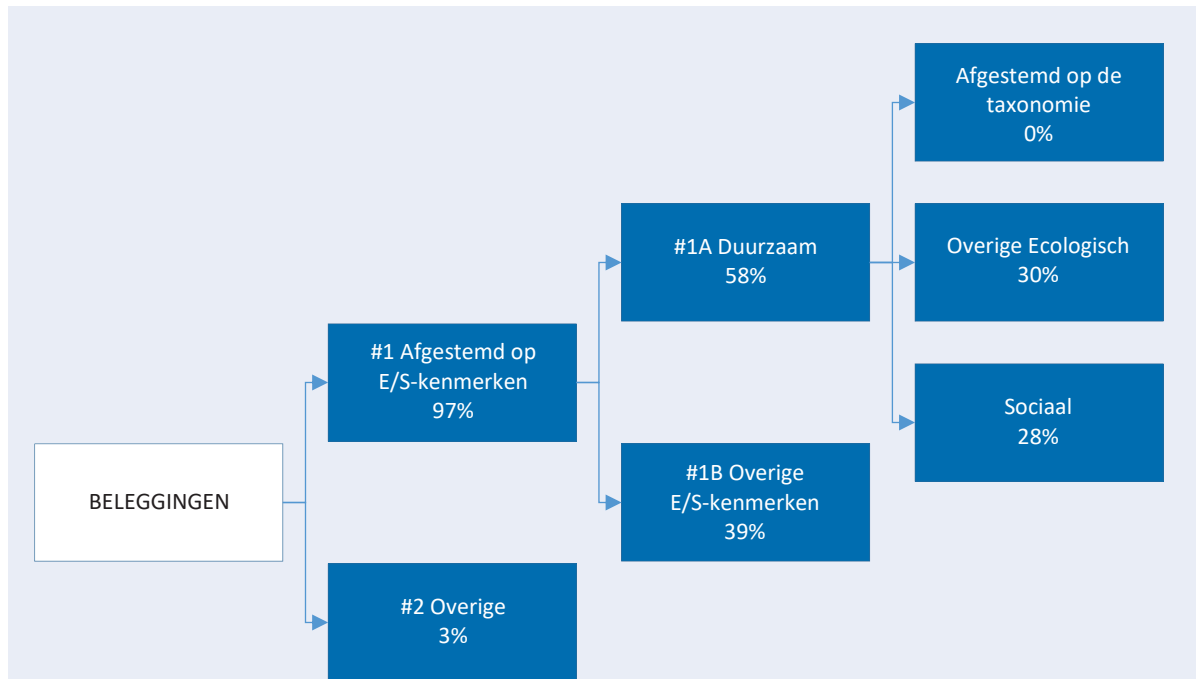 BELEGGINGEN
#1 Afgestemd op
E/S-kenmerken
97%
#2 Overige
3%
#1A Duurzaam
58%
#1B Overige
E/S-kenmerken
39%
Afgestemd op de
taxonomie
0%
Overige Ecologisch
30%
Sociaal
28%